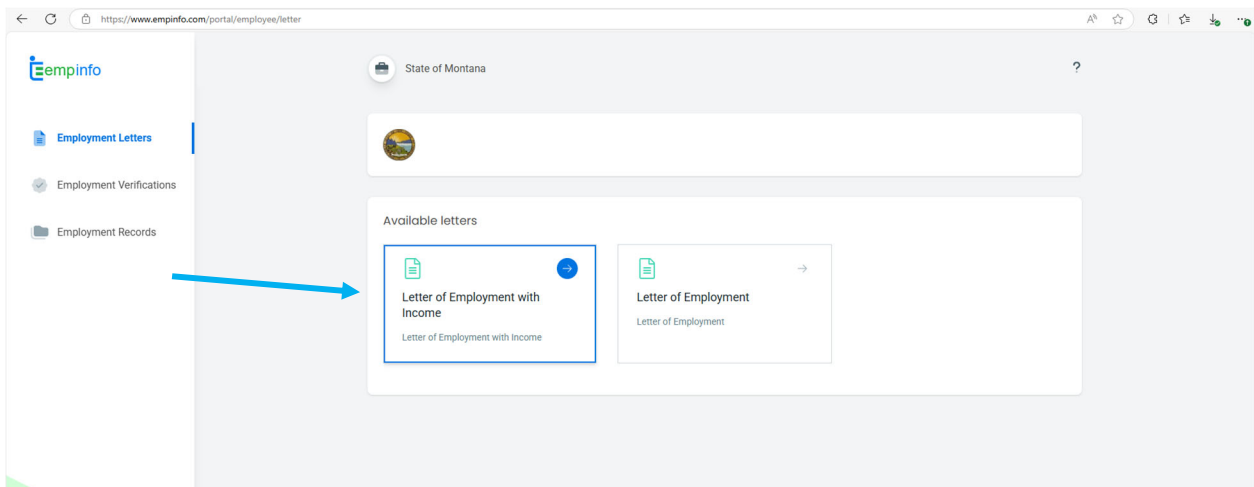 https://www.empinfo.com/portal/employee/letter
empinfo
State of Montana
?
Employment Letters
Employment Verifications
Employment Records
Available letters
Letter of Employment with
Income
Letter of Employment with Income
Letter of Employment
Letter of Employment